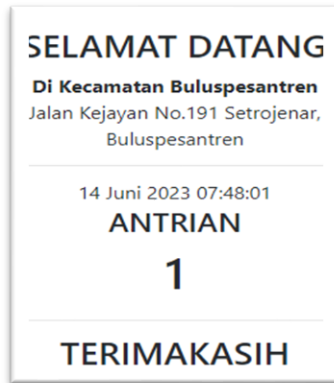 SELAMAT DATANG
Di Kecamatan Buluspesantren
Jalan Kejayan No.191 Setrojenar,
Buluspesantren
14 Juni 2023 07:48:01
ANTRIAN
1
TERIMAKASIH